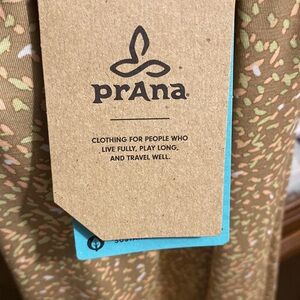 prAna
CLOTHING FOR PEOPLE WHO
LIVE FULLY, PLAY LONG,
AND TRAVEL WELL.